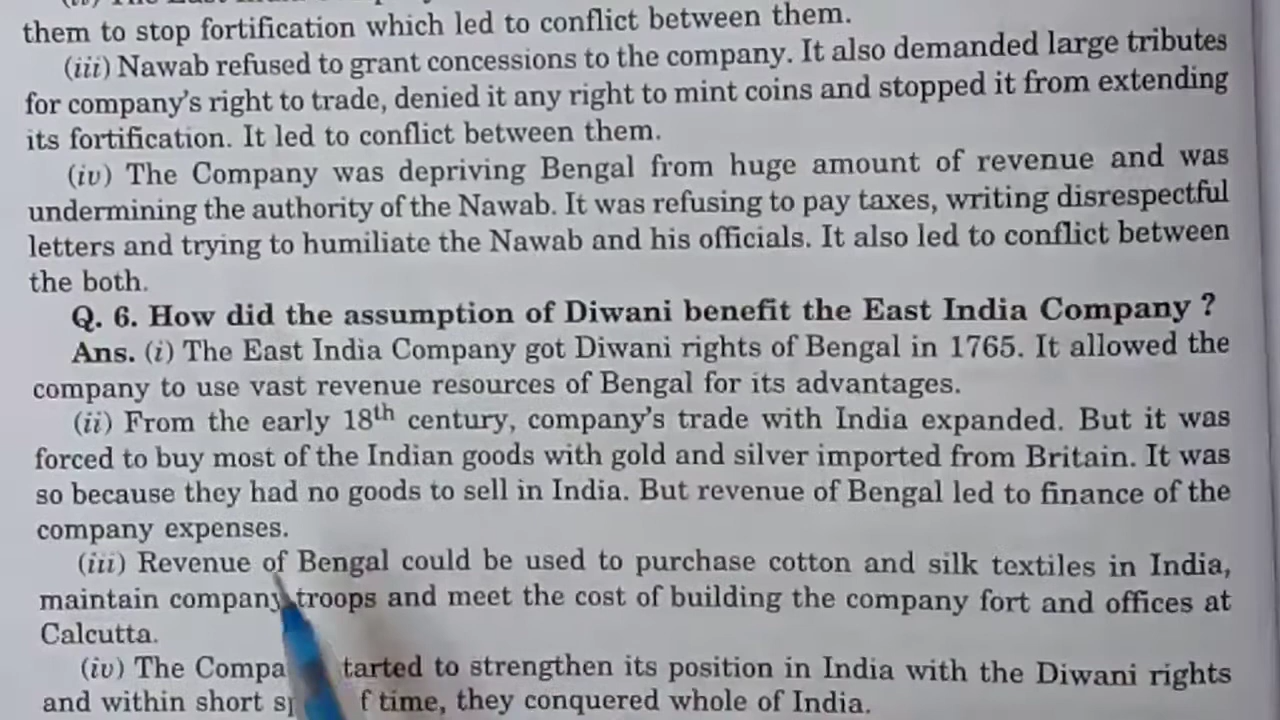 them to stop fortification which led to conflict between them.
(iii) Nawab refused to grant concessions to the company. It also demanded large tributes
for company's right to trade, denied it any right to mint coins and stopped it from extending
its fortification. It led to conflict between them.
(iv) The Company was depriving Bengal from huge amount of revenue and was
undermining the authority of the Nawab. It was refusing to pay taxes, writing disrespectful
letters and trying to humiliate the Nawab and his officials. It also led to conflict between
the both.
Q. 6. How did the assumption of Diwani benefit the East India Company ?
Ans. (i) The East India Company got Diwani rights of Bengal in 1765. It allowed the
company to use vast revenue resources of Bengal for its advantages.
(ii) From the early 18th century, company's trade with India expanded. But it was
forced to buy most of the Indian goods with gold and silver imported from Britain. It was
so because they had no goods to sell in India. But revenue of Bengal led to finance of the
company expenses.
(iii) Revenue of Bengal could be used to purchase cotton and silk textiles in India,
maintain company troops and meet the cost of building the company fort and offices at
Calcutta.
(iv) The Compa tarted to strengthen its position in India with the Diwani rights
and within short f time, they conquered whole of India.